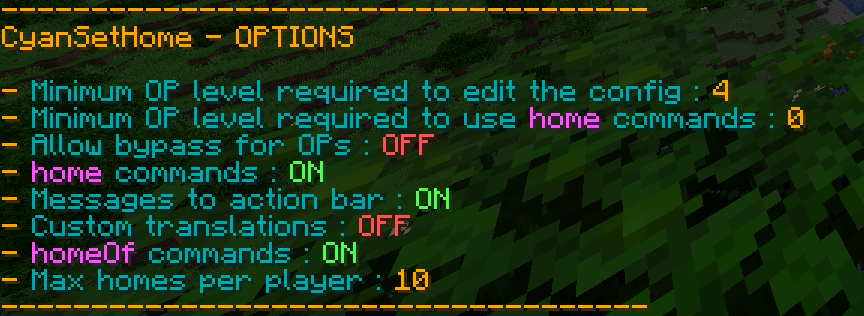 CyanSetHome - OPTIONS
- Minimum OP level required to edit the config : 4
- Minimum OP level required to use home commands : 0
- Allow bypass for OPs : OFF
- home commands : ON
- Messages to action bar : ON
- Custom translations : OFF
- homeOf commands : ON
- Max homes per player : 10